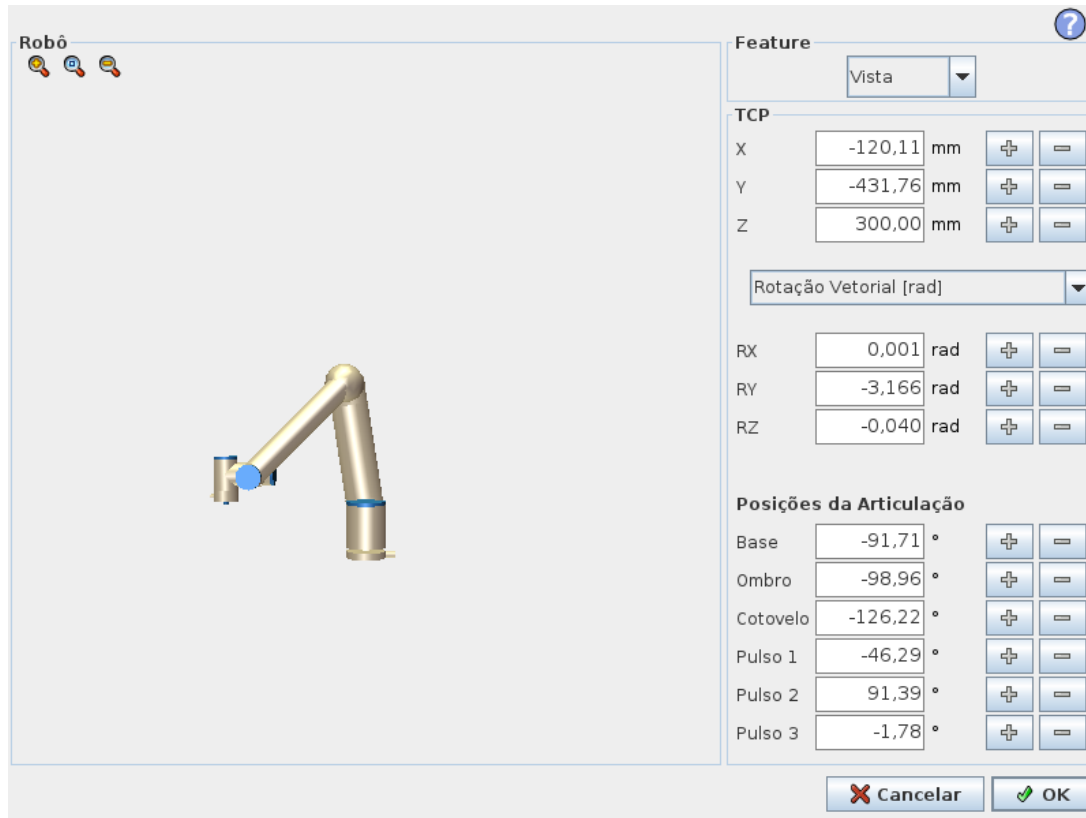 ?
Robô
Feature
Vista
TCP
X -120,11 mm
Y -431,76 mm
Z 300,00 mm
Rotação Vetorial [rad]
RX 0,001 rad
RY -3,166 rad
RZ -0,040 rad
Posições da Articulação
Base -91,71 °
Ombro -98,96 °
Cotovelo -126,22 °
Pulso 1 -46,29 °
Pulso 2 91,39 °
Pulso 3 -1,78 °
Cancelar OK